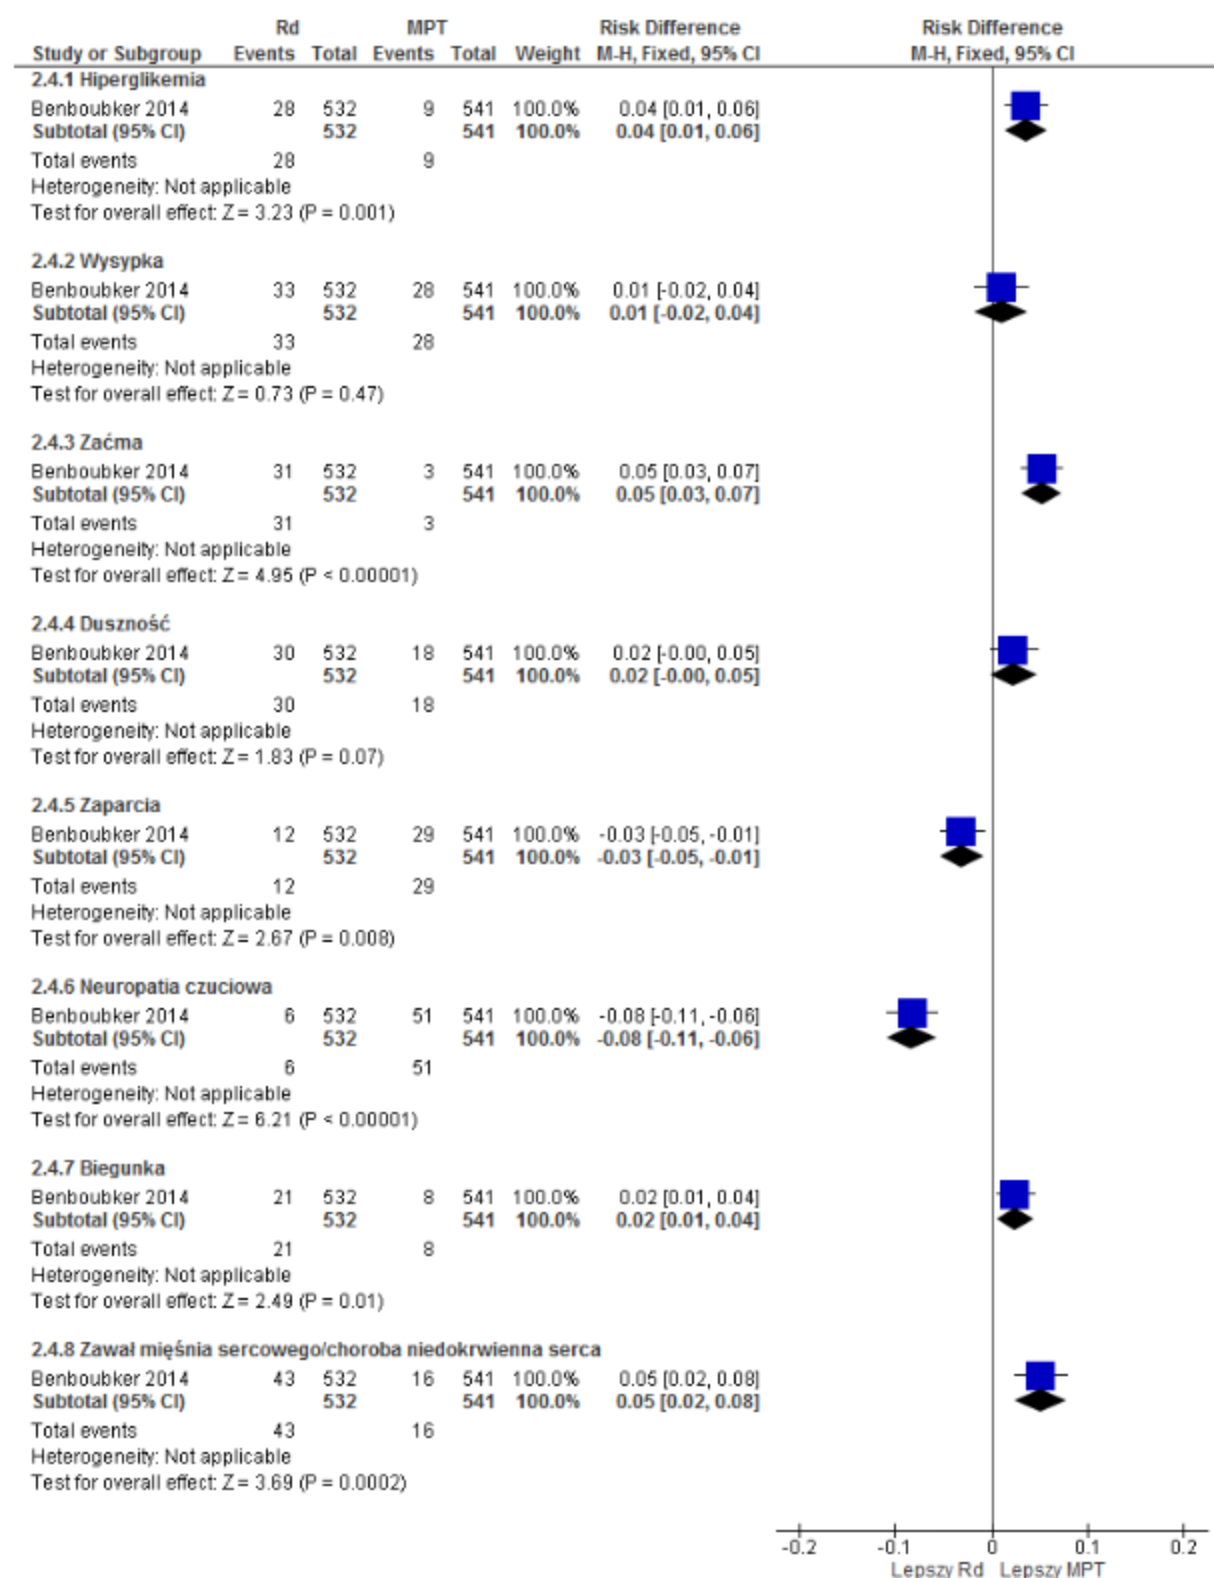 Rd MPT Risk Difference Risk Difference
Study or Subgroup Events Total Events Total Weight M-H, Fixed, 95% CI M-H, Fixed, 95% CI
2.4.1 Hiperglikemia
Benboubker 2014 28 532 9 541 100.0% 0.04 [0.01, 0.06]
Subtotal (95% CI) 532 541 100.0% 0.04 [0.01, 0.06]
Total events 28 9
Heterogeneity: Not applicable
Test for overall effect: Z = 3.23 (P = 0.001)
2.4.2 Wysypka
Benboubker 2014 33 532 28 541 100.0% 0.01 [-0.02, 0.04]
Subtotal (95% CI) 532 541 100.0% 0.01 [-0.02, 0.04]
Total events 33 28
Heterogeneity: Not applicable
Test for overall effect: Z = 0.73 (P = 0.47)
2.4.3 Zaćma
Benboubker 2014 31 532 3 541 100.0% 0.05 [0.03, 0.07]
Subtotal (95% CI) 532 541 100.0% 0.05 [0.03, 0.07]
Total events 31 3
Heterogeneity: Not applicable
Test for overall effect: Z = 4.95 (P < 0.00001)
2.4.4 Duszność
Benboubker 2014 30 532 18 541 100.0% 0.02 [-0.00, 0.05]
Subtotal (95% CI) 532 541 100.0% 0.02 [-0.00, 0.05]
Total events 30 18
Heterogeneity: Not applicable
Test for overall effect: Z = 1.83 (P = 0.07)
2.4.5 Zaparcia
Benboubker 2014 12 532 29 541 100.0% -0.03 [-0.05, -0.01]
Subtotal (95% CI) 532 541 100.0% -0.03 [-0.05, -0.01]
Total events 12 29
Heterogeneity: Not applicable
Test for overall effect: Z = 2.67 (P = 0.008)
2.4.6 Neuropatia czuciowa
Benboubker 2014 6 532 51 541 100.0% -0.08 [-0.11, -0.06]
Subtotal (95% CI) 532 541 100.0% -0.08 [-0.11, -0.06]
Total events 6 51
Heterogeneity: Not applicable
Test for overall effect: Z = 6.21 (P < 0.00001)
2.4.7 Biegunka
Benboubker 2014 21 532 8 541 100.0% 0.02 [0.01, 0.04]
Subtotal (95% CI) 532 541 100.0% 0.02 [0.01, 0.04]
Total events 21 8
Heterogeneity: Not applicable
Test for overall effect: Z = 2.49 (P = 0.01)
2.4.8 Zawał mięśnia sercowego/choroba niedokrwienna serca
Benboubker 2014 43 532 16 541 100.0% 0.05 [0.02, 0.08]
Subtotal (95% CI) 532 541 100.0% 0.05 [0.02, 0.08]
Total events 43 16
Heterogeneity: Not applicable
Test for overall effect: Z = 3.69 (P = 0.0002)
-0.2 -0.1 0 0.1 0.2
Lepszy Rd Lepszy MPT